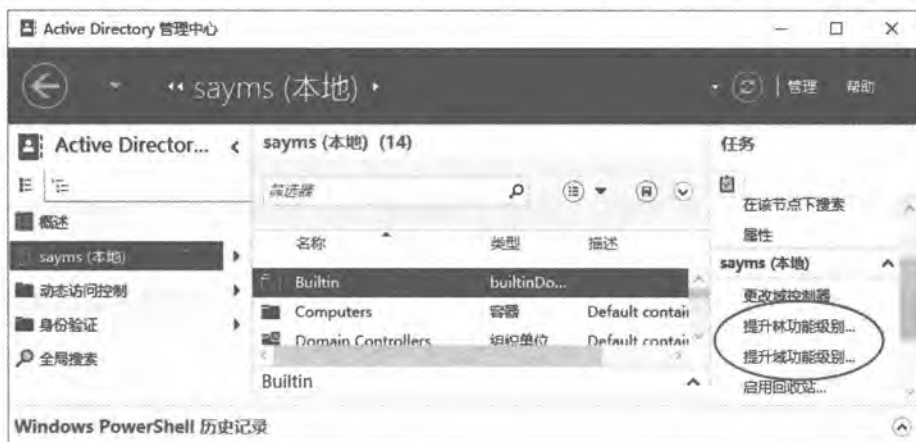 Active Directory 管理中心
sayms (本地)
管理 帮助
Active Director...
概述
sayms (本地)
动态访问控制
身份验证
全局搜索
sayms (本地) (14)
筛选器
名称 类型 描述
Builtin builtinDo...
Computers 容器 Default contain
Domain Controllers 组织单位 Default contain
Builtin
任务
在该节点下搜索
属性
sayms (本地)
更改域控制器
提升林功能级别...
提升域功能级别...
启用回收站...
Windows PowerShell 历史记录